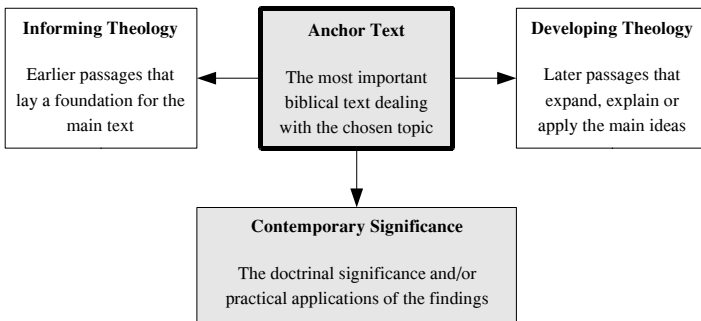 Informing Theology
Earlier passages that
lay a foundation for the
main text
Anchor Text
The most important
biblical text dealing
with the chosen topic
Developing Theology
Later passages that
expand, explain or
apply the main ideas
Contemporary Significance
The doctrinal significance and/or
practical applications of the findings